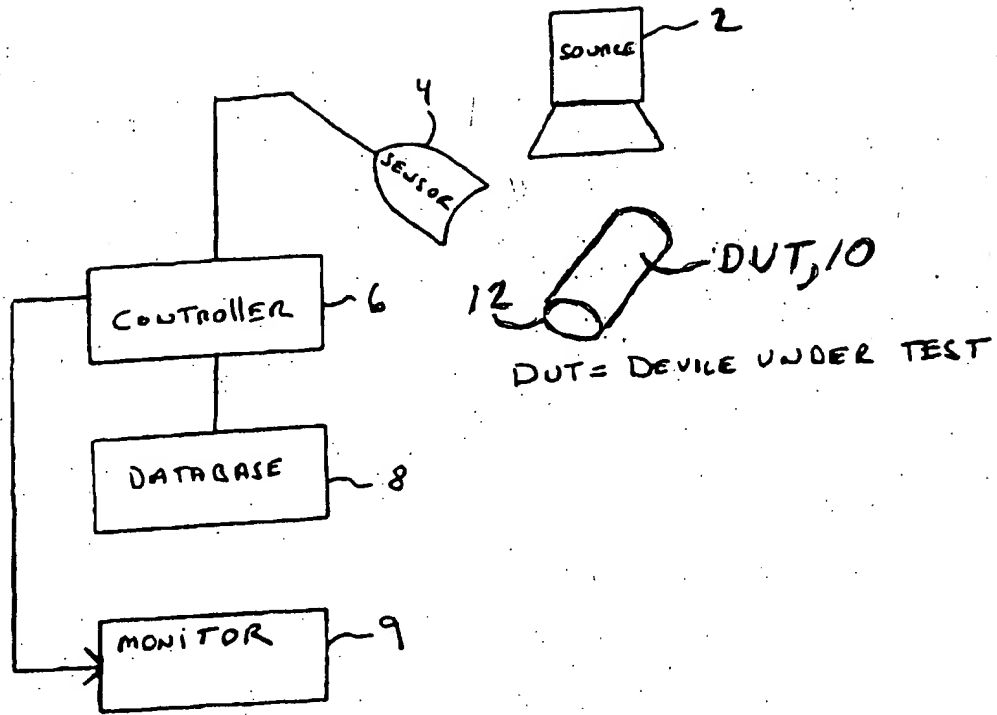 SOURCE
2
4
SENSOR
CONTROLLER
6
DUT, 10
12
DUT = DEVICE UNDER TEST
DATABASE
8
MONITOR
9